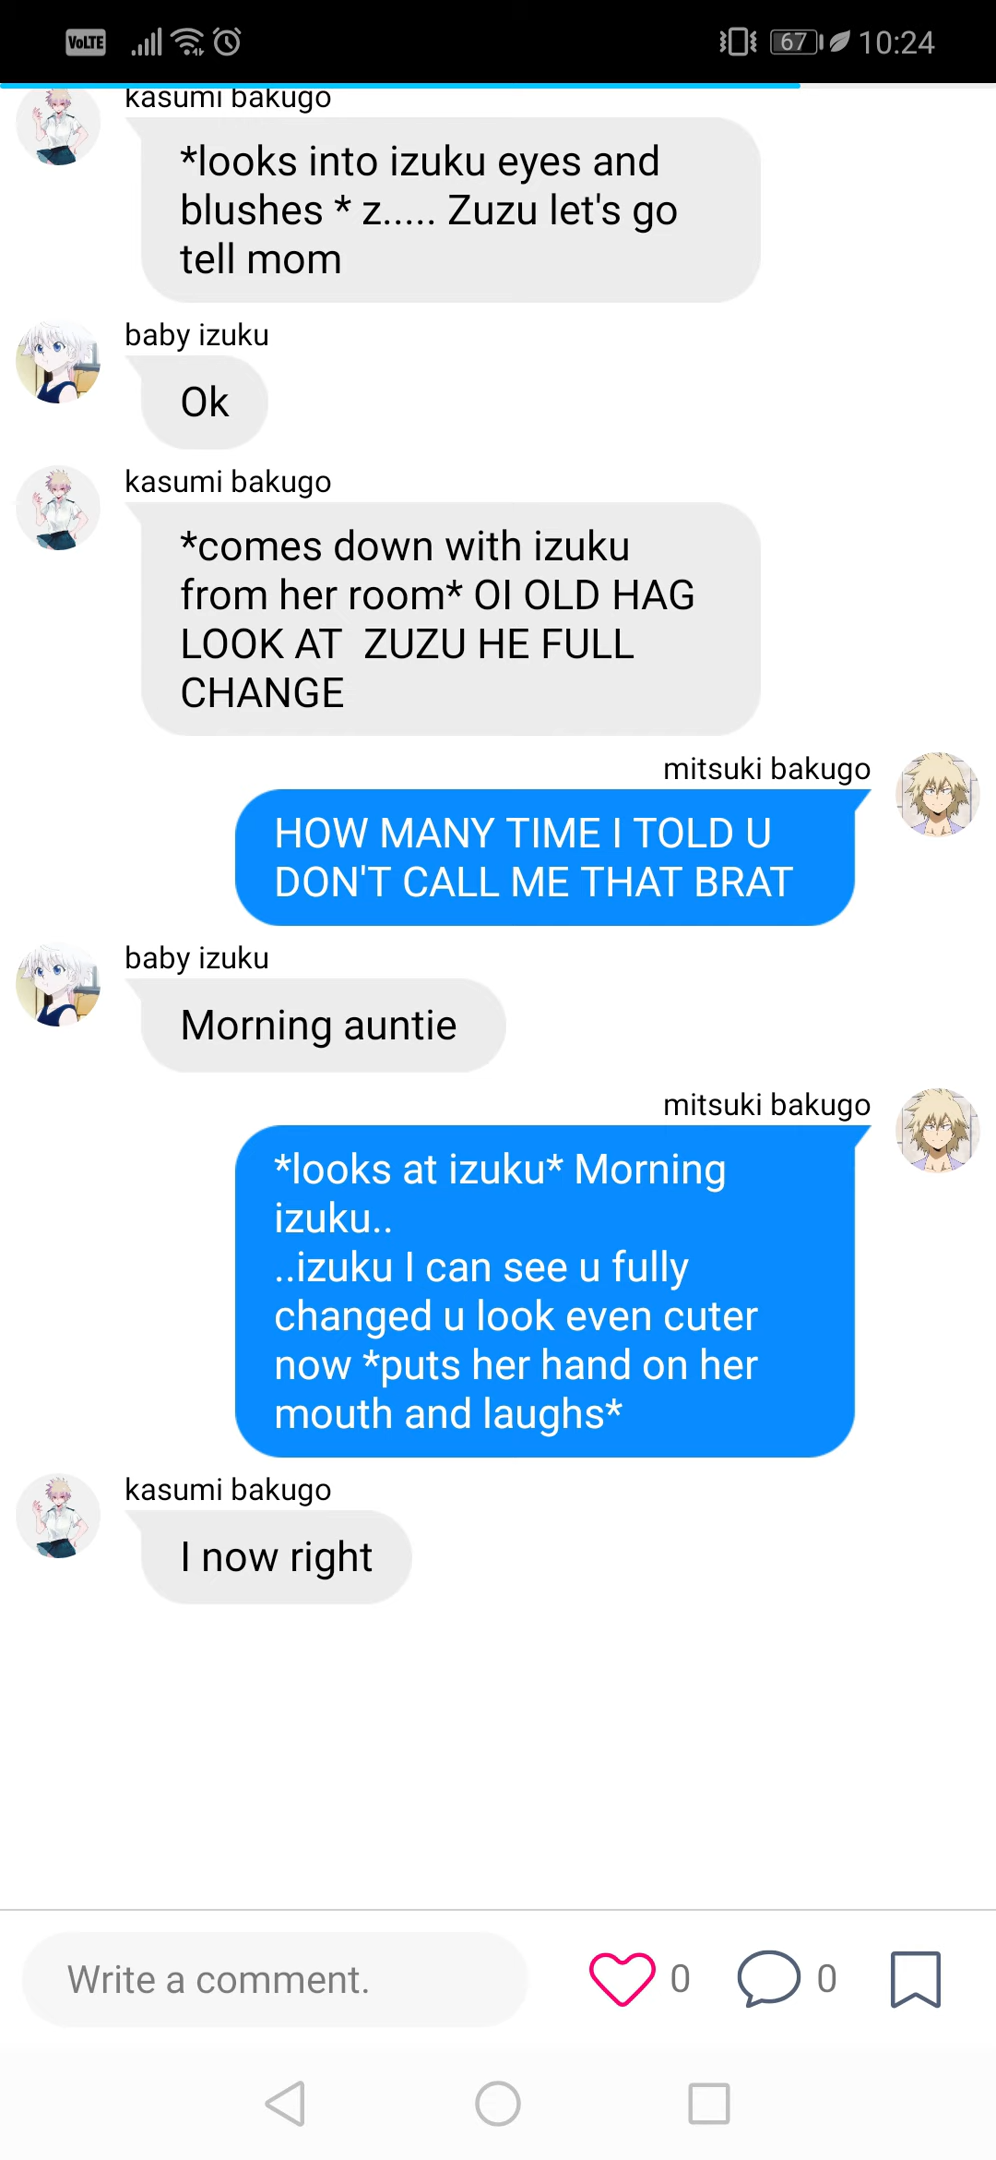 VoLTE 67 10:24
kasumi bakugo
*looks into izuku eyes and
blushes * z..... Zuzu let's go
tell mom
baby izuku
Ok
kasumi bakugo
*comes down with izuku
from her room* OI OLD HAG
LOOK AT  ZUZU HE FULL
CHANGE
mitsuki bakugo
HOW MANY TIME I TOLD U
DON'T CALL ME THAT BRAT
baby izuku
Morning auntie
mitsuki bakugo
*looks at izuku* Morning
izuku..
..izuku I can see u fully
changed u look even cuter
now *puts her hand on her
mouth and laughs*
kasumi bakugo
I now right
Write a comment. 0 0